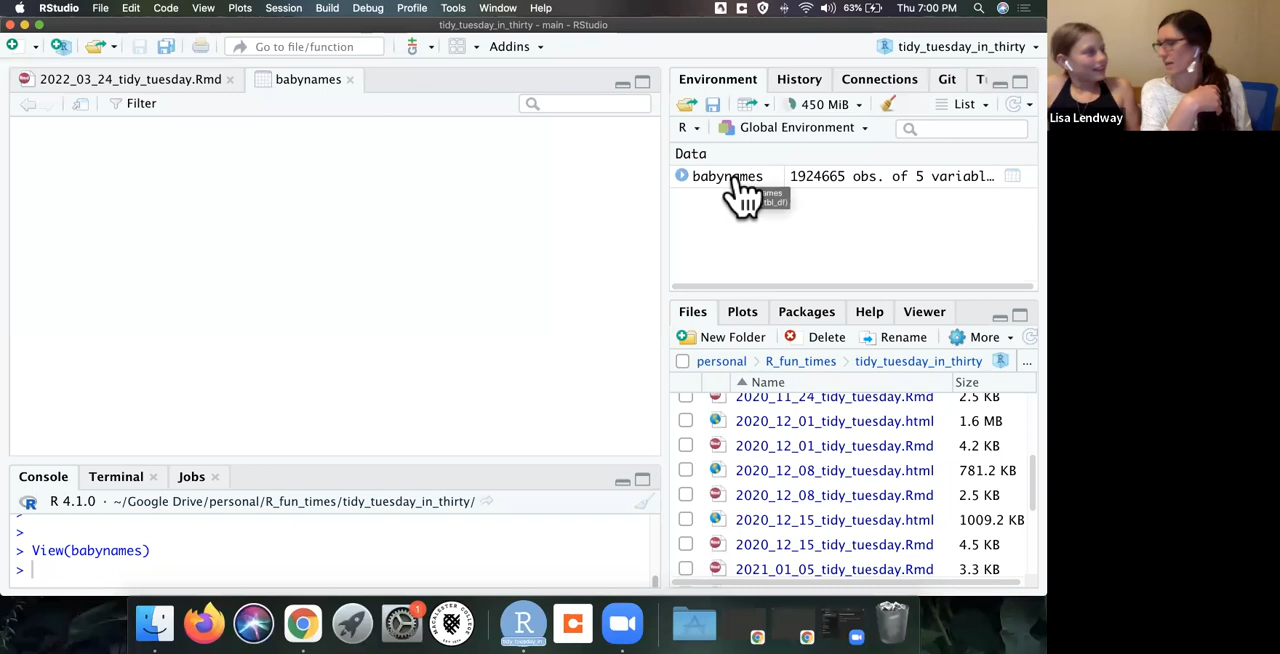 RStudio File Edit Code View Plots Session Build Debug Profile Tools Window Help 63% Thu 7:00 PM
tidy_tuesday_in_thirty - main - RStudio
Go to file/function Addins tidy_tuesday_in_thirty
2022_03_24_tidy_tuesday.Rmd babynames
Filter
Environment History Connections Git
450 MiB List
R Global Environment
Data
babynames 1924665 obs. of 5 variabl…
Lisa Lendway
Files Plots Packages Help Viewer
New Folder Delete Rename More
personal R_fun_times tidy_tuesday_in_thirty ...
Name Size
2020_11_24_tidy_tuesday.Rmd 2.5 KB
2020_12_01_tidy_tuesday.html 1.6 MB
2020_12_01_tidy_tuesday.Rmd 4.2 KB
2020_12_08_tidy_tuesday.html 781.2 KB
2020_12_08_tidy_tuesday.Rmd 2.5 KB
2020_12_15_tidy_tuesday.html 1009.2 KB
2020_12_15_tidy_tuesday.Rmd 4.5 KB
2021_01_05_tidy_tuesday.Rmd 3.3 KB
Console Terminal Jobs
R 4.1.0 · ~/Google Drive/personal/R_fun_times/tidy_tuesday_in_thirty/
>
> View(babynames)
>
1
MACALESTER COLLEGE
R
C